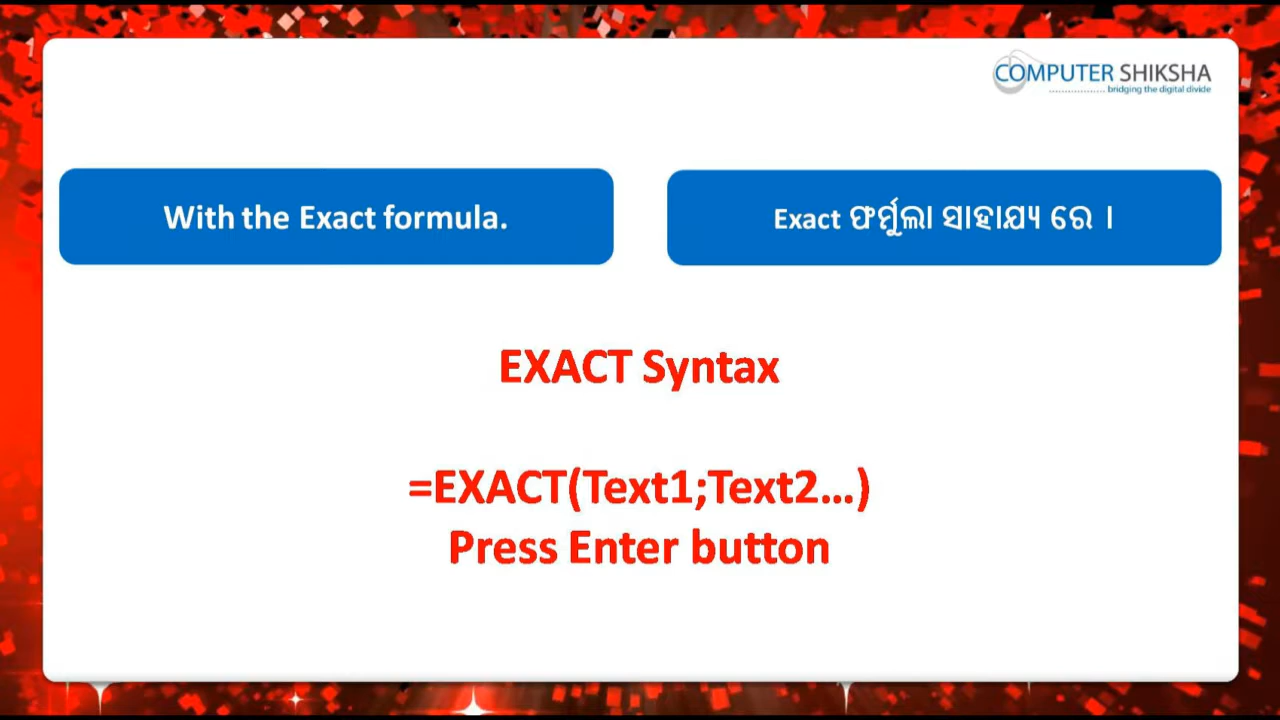 COMPUTER SHIKSHA
bridging the digital divide
With the Exact formula.
Exact ଫର୍ମୁଲା ସାହାଯ୍ୟ ରେ ।
EXACT Syntax
=EXACT(Text1;Text2...)
Press Enter button